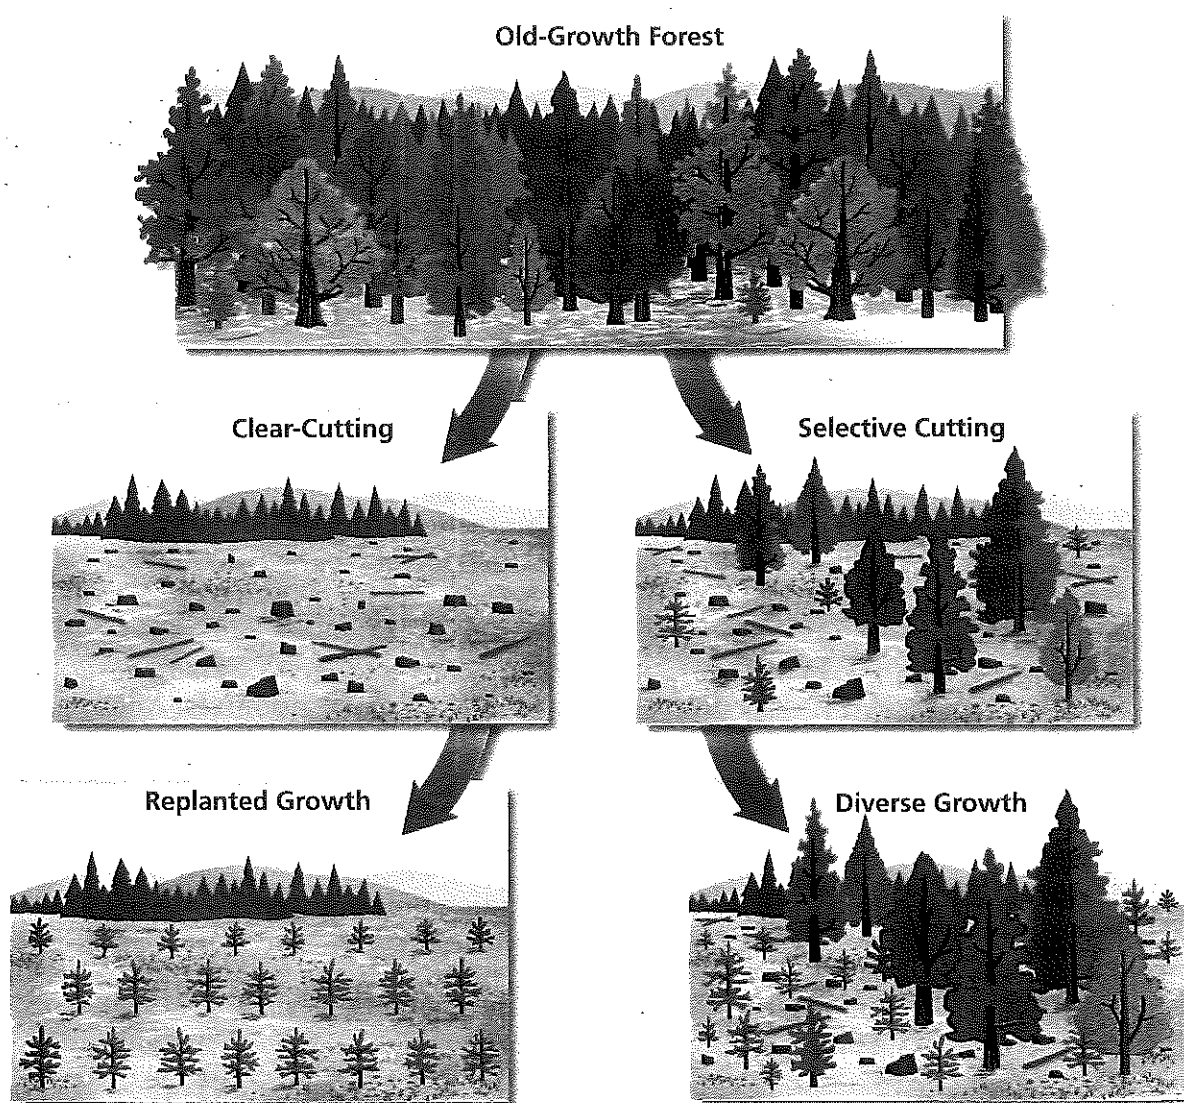 Old-Growth Forest
Clear-Cutting
Selective Cutting
Replanted Growth
Diverse Growth